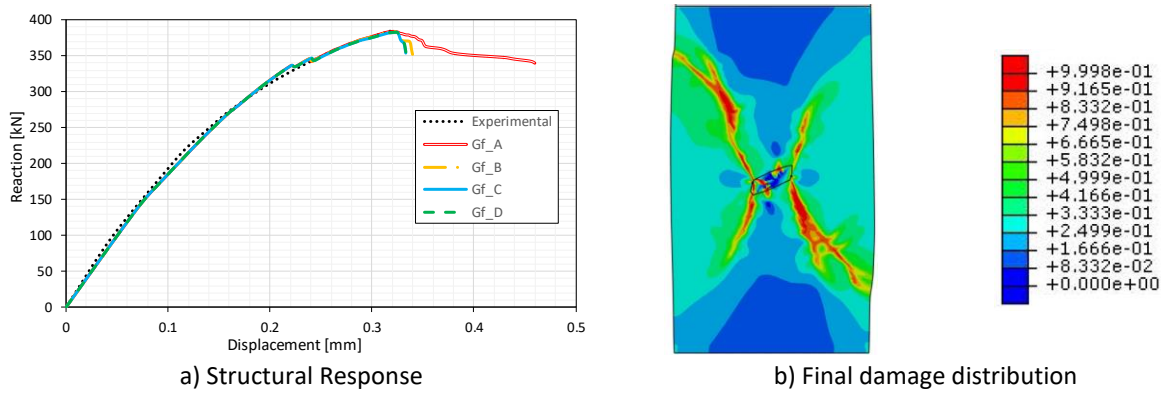 400
350
300
250
200
150
100
50
0
Reaction [kN]
0
0.1
0.2
0.3
0.4
0.5
Displacement [mm]
Experimental
Gf_A
Gf_B
Gf_C
Gf_D
a) Structural Response
+9.998e-01
+9.165e-01
+8.332e-01
+7.498e-01
+6.665e-01
+5.832e-01
+4.999e-01
+4.166e-01
+3.333e-01
+2.499e-01
+1.666e-01
+8.332e-02
+0.000e+00
b) Final damage distribution